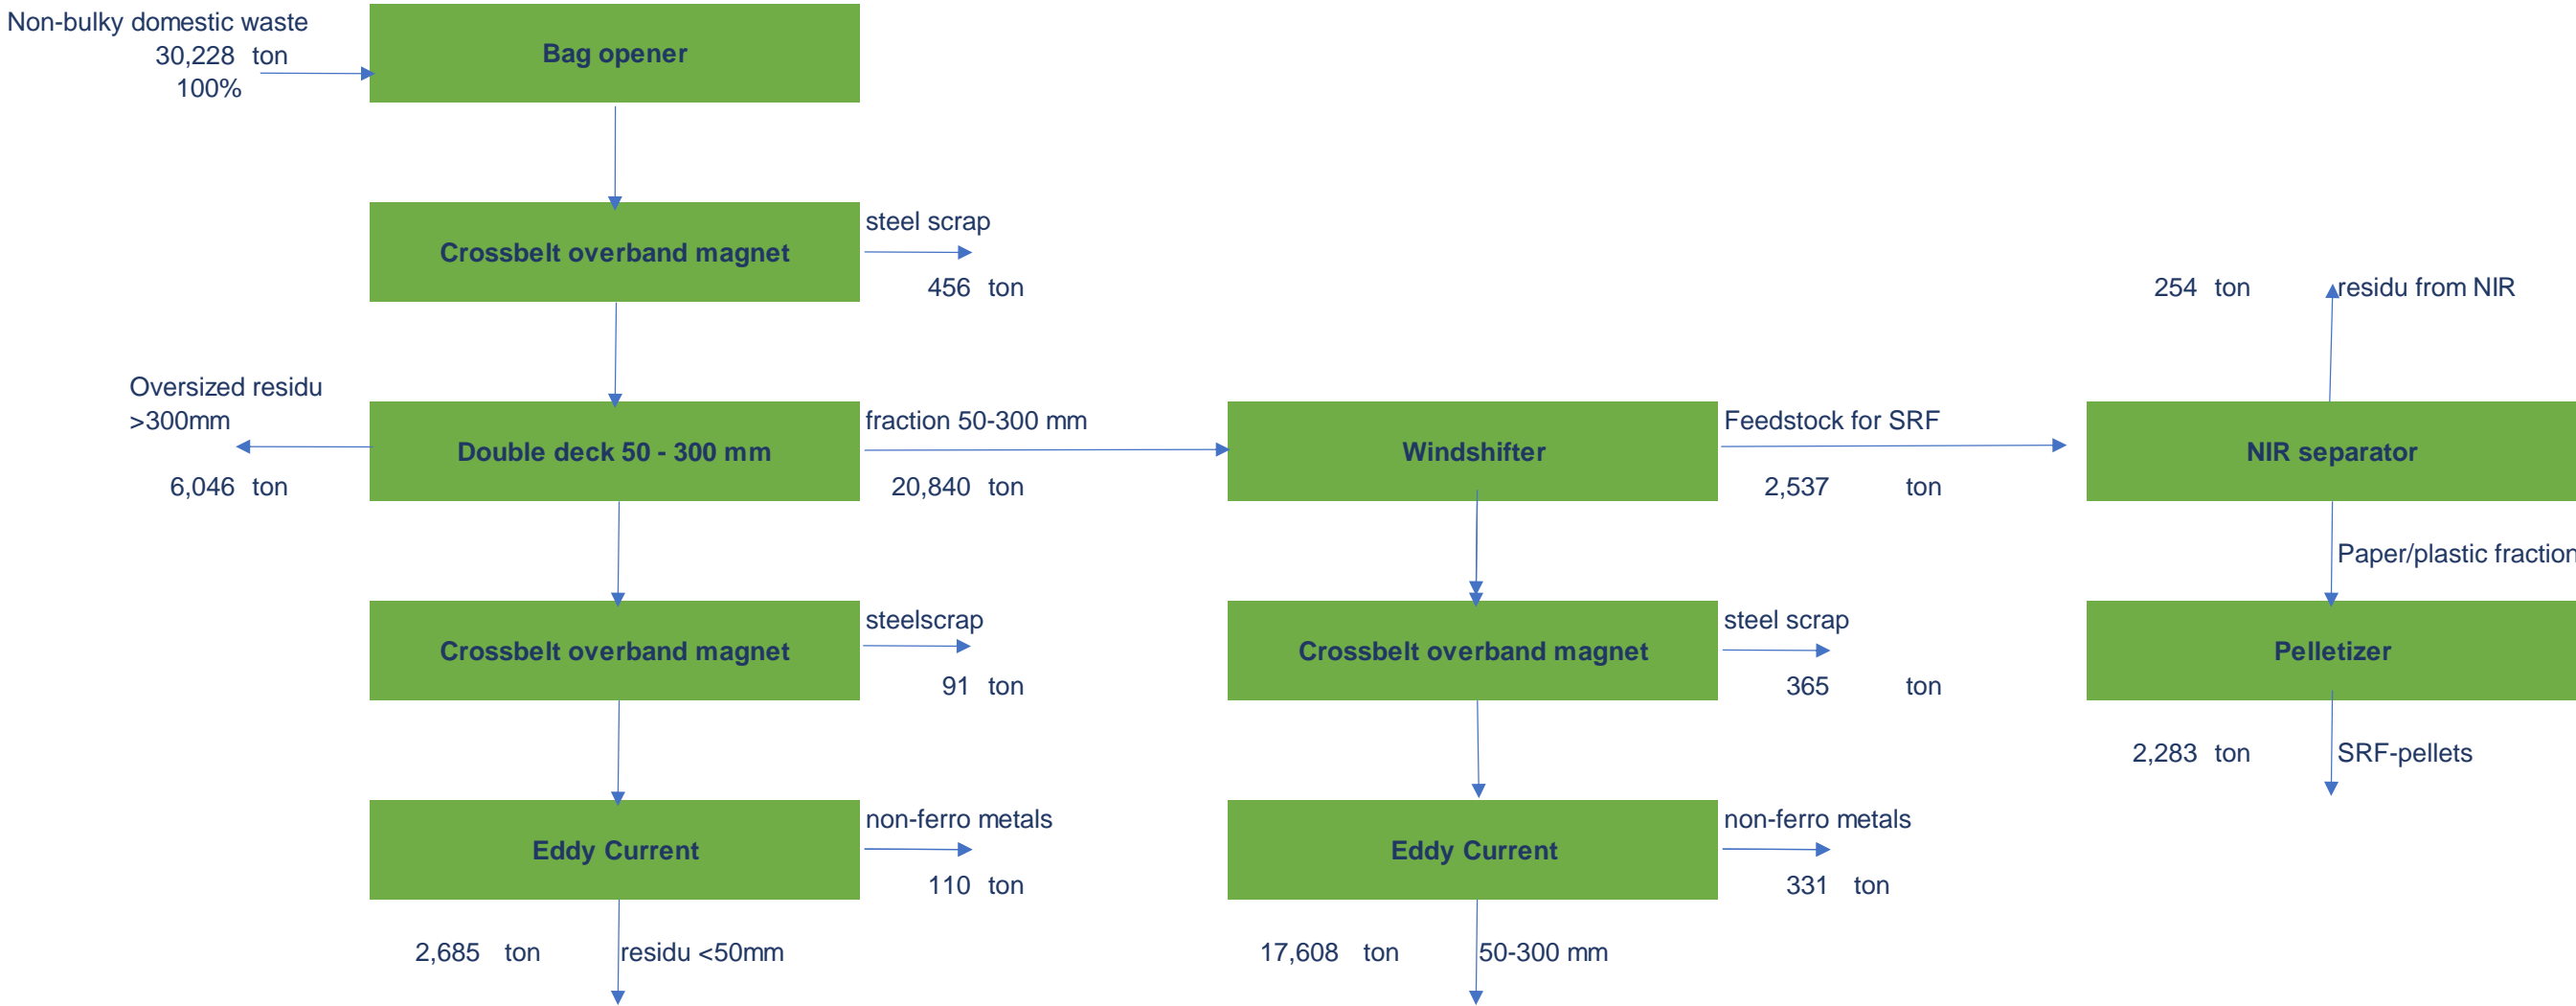 Non-bulky domestic waste
30,228 ton
100%
Bag opener
Crossbelt overband magnet
steel scrap
456 ton
254 ton
residu from NIR
Oversized residu
>300mm
6,046 ton
Double deck 50 - 300 mm
fraction 50-300 mm
20,840 ton
Windshifter
Feedstock for SRF
2,537 ton
NIR separator
Paper/plastic fraction
Crossbelt overband magnet
steelscrap
91 ton
Crossbelt overband magnet
steel scrap
365 ton
Pelletizer
2,283 ton
SRF-pellets
Eddy Current
non-ferro metals
110 ton
Eddy Current
non-ferro metals
331 ton
2,685 ton
residu <50mm
17,608 ton
50-300 mm